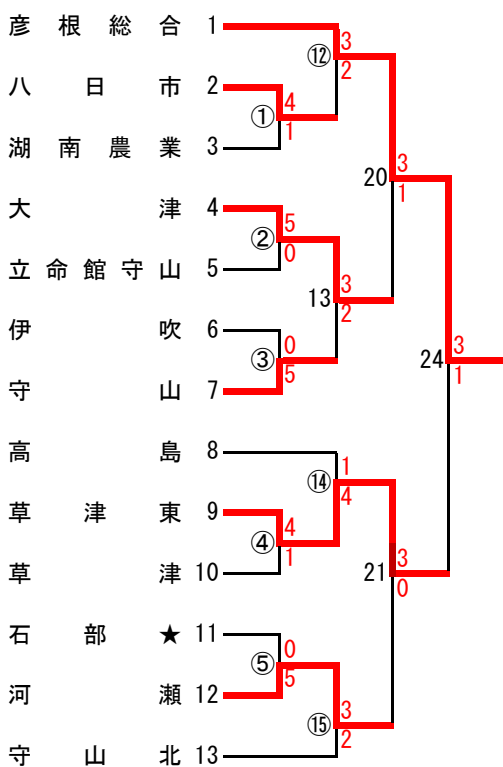 彦根総合 1
3
⑫
2
八日市 2
4
①
1
湖南農業 3
3
20
1
大津 4
5
②
0
立命館守山 5
3
13
2
伊吹 6
0
③
5
3
24
1
守山 7
高島 8
1
⑭
4
草津東 9
4
④
1
草津 10
3
21
0
石部★ 11
0
⑤
5
河瀬 12
3
⑮
2
守山北 13